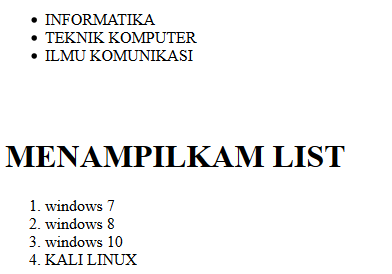 • INFORMATIKA
• TEKNIK KOMPUTER
• ILMU KOMUNIKASI
MENAMPILKAM LIST
1. windows 7
2. windows 8
3. windows 10
4. KALI LINUX